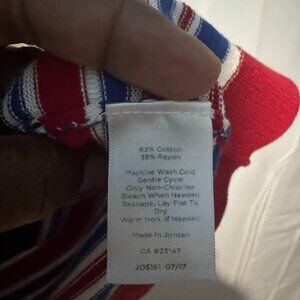 62% Cotton
38% Rayon
Machine Wash Cold
Gentle Cycle
Only Non-Chlorine
Bleach When Needed
Reshape, Lay Flat To
Dry
Warm Iron, If Needed
Made In Jordan
CA #23147
JO5161 07/17